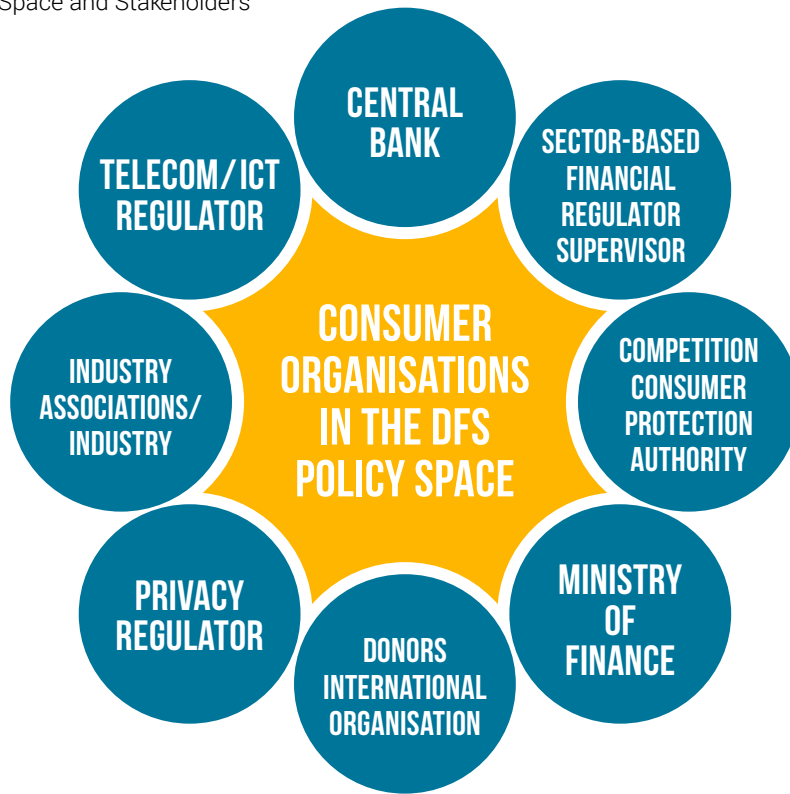 Space and Stakeholders
CENTRAL
BANK
SECTOR-BASED
FINANCIAL
REGULATOR
SUPERVISOR
COMPETITION
CONSUMER
PROTECTION
AUTHORITY
MINISTRY
OF
FINANCE
DONORS
INTERNATIONAL
ORGANISATION
PRIVACY
REGULATOR
INDUSTRY
ASSOCIATIONS/
INDUSTRY
TELECOM/ICT
REGULATOR
CONSUMER
ORGANISATIONS
IN THE DFS
POLICY SPACE